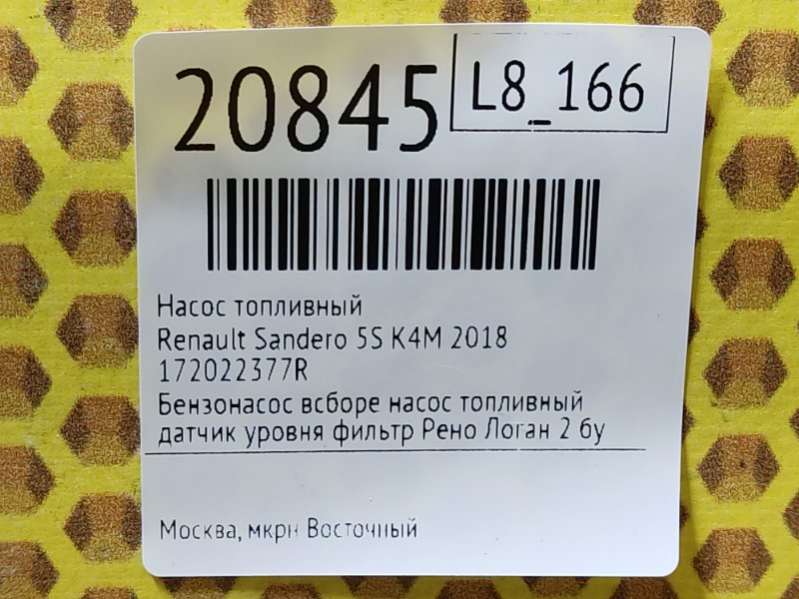 20845
L8_166
Насос топливный
Renault Sandero 5S K4M 2018
172022377R
Бензонасос всборе насос топливный
датчик уровня фильтр Рено Логан 2 бу
Москва, мкрн Восточный